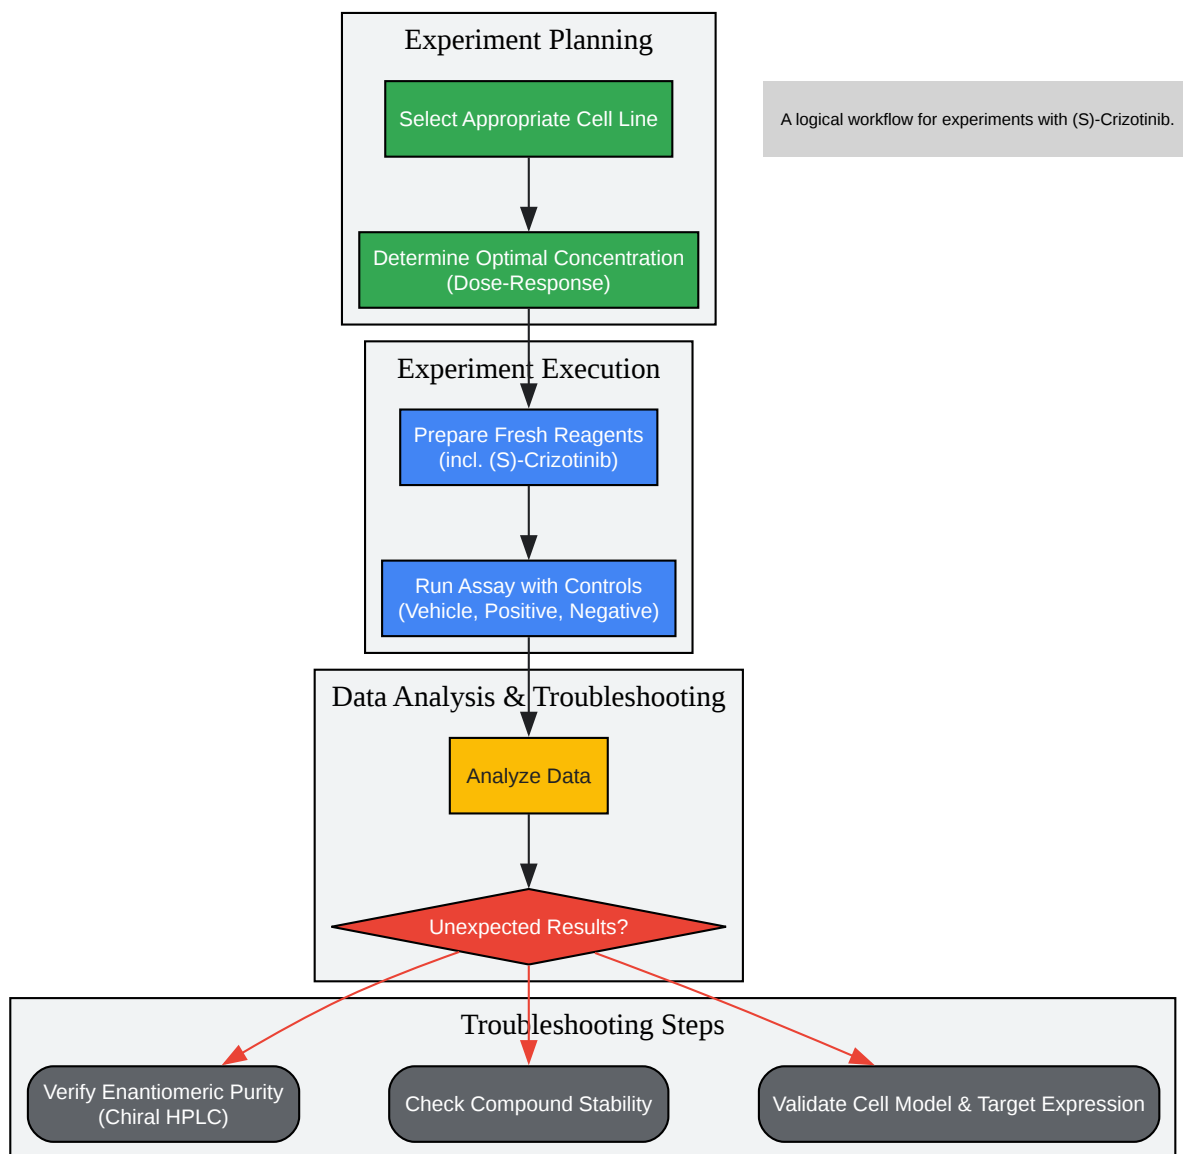 Experiment Planning
Select Appropriate Cell Line
A logical workflow for experiments with (S)-Crizotinib.
Determine Optimal Concentration
(Dose-Response)
Experiment Execution
Prepare Fresh Reagents
(incl. (S)-Crizotinib)
Run Assay with Controls
(Vehicle, Positive, Negative)
Data Analysis & Troubleshooting
Analyze Data
Unexpected Results?
Troubleshooting Steps
Verify Enantiomeric Purity
(Chiral HPLC)
Check Compound Stability
Validate Cell Model & Target Expression